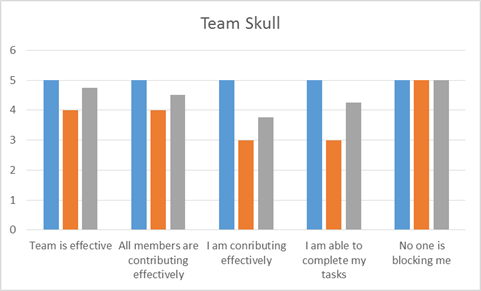 Team Skull
6
5
4
3
2
1
0
Team is effective
All members are
contributing
effectively
I am conributing
effectively
I am able to
complete my
tasks
No one is
blocking me